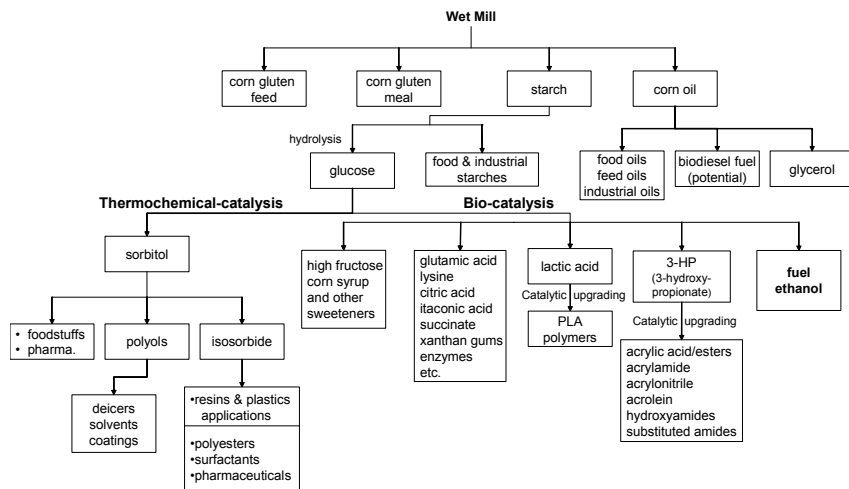 Wet Mill
corn gluten
feed
corn gluten
meal
starch
corn oil
hydrolysis
glucose
food & industrial
starches
food oils
feed oils
industrial oils
biodiesel fuel
(potential)
glycerol
Thermochemical-catalysis
Bio-catalysis
sorbitol
high fructose
corn syrup
and other
sweeteners
glutamic acid
lysine
citric acid
itaconic acid
succinate
xanthan gums
enzymes
etc.
lactic acid
Catalytic upgrading
PLA
polymers
3-HP
(3-hydroxy-
propionate)
Catalytic upgrading
acrylic acid/esters
acrylamide
acrylonitrile
acrolein
hydroxyamides
substituted amides
fuel
ethanol
• foodstuffs
• pharma.
polyols
isosorbide
deicers
solvents
coatings
•resins & plastics
applications
•polyesters
•surfactants
•pharmaceuticals